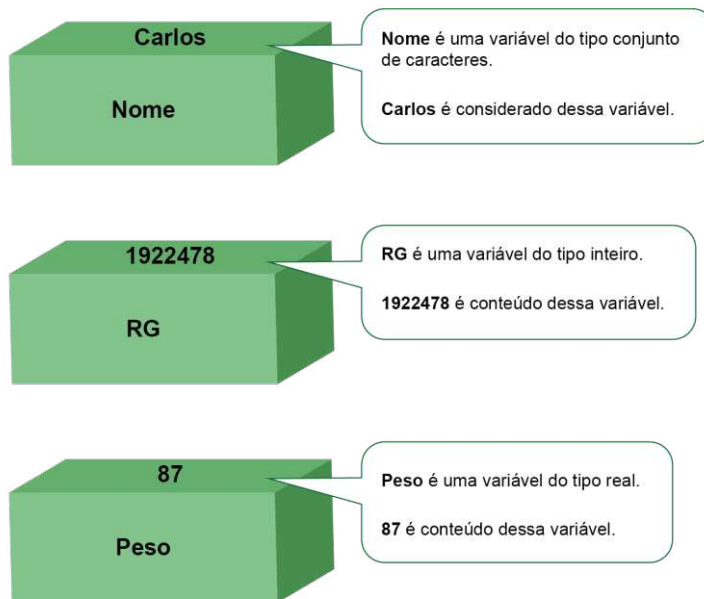 Carlos
Nome
Nome é uma variável do tipo conjunto
de caracteres.
Carlos é considerado dessa variável.
1922478
RG
RG é uma variável do tipo inteiro.
1922478 é conteúdo dessa variável.
87
Peso
Peso é uma variável do tipo real.
87 é conteúdo dessa variável.